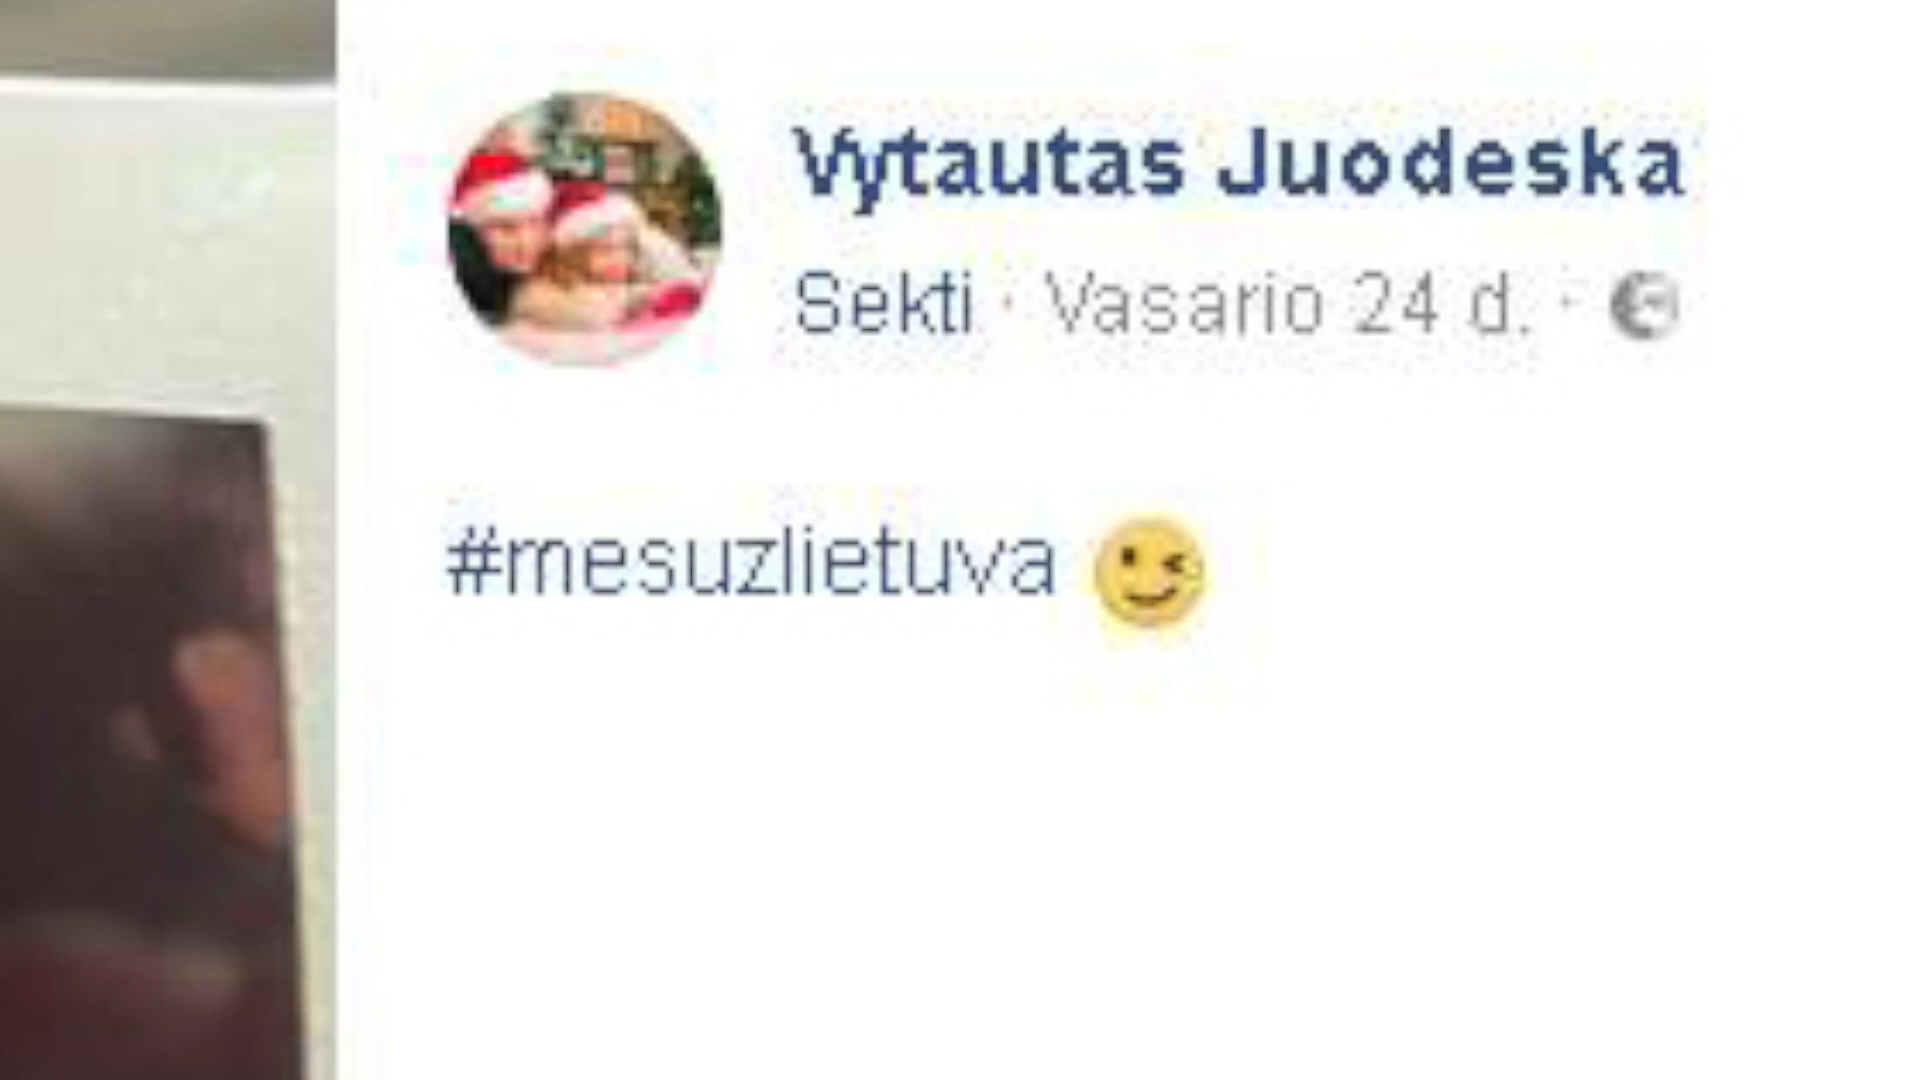 Vytautas Juodeska
Sekti · Vasario 24 d. ·
#mesuzlietuva 😉